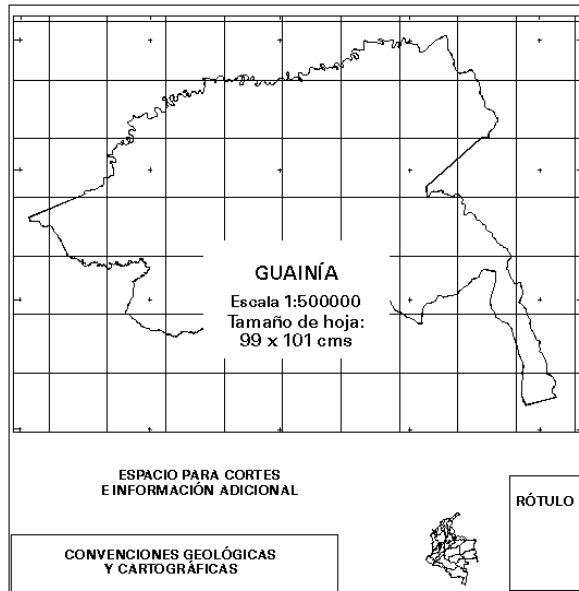 GUAINÍA
Escala 1:500000
Tamaño de hoja:
99 x 101 cms
ESPACIO PARA CORTES
E INFORMACIÓN ADICIONAL
RÓTULO
CONVENCIONES GEOLÓGICAS
Y CARTOGRÁFICAS